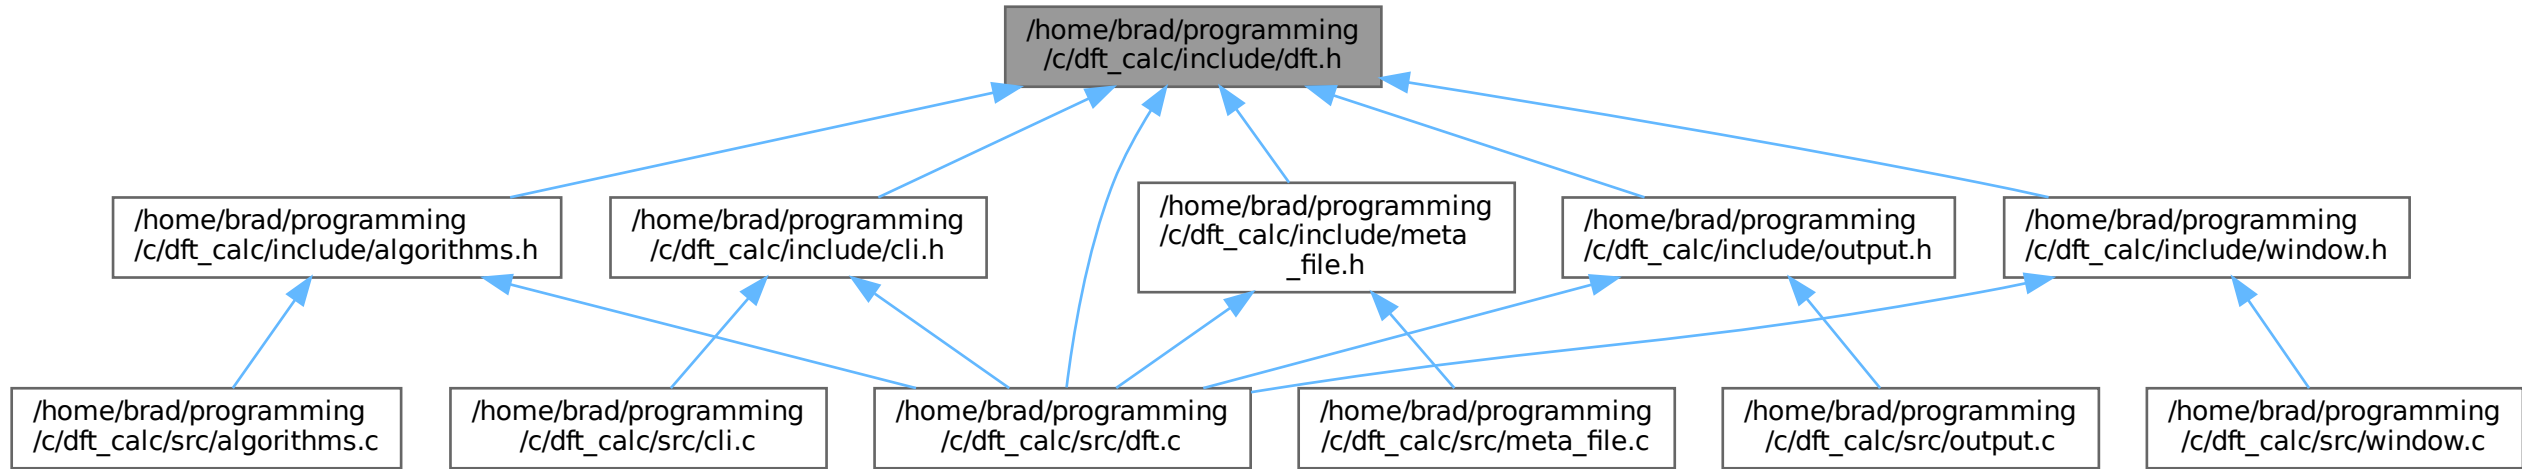 /home/brad/programming
/c/dft_calc/include/dft.h
/home/brad/programming
/c/dft_calc/include/algorithms.h
/home/brad/programming
/c/dft_calc/include/cli.h
/home/brad/programming
/c/dft_calc/include/meta
_file.h
/home/brad/programming
/c/dft_calc/include/output.h
/home/brad/programming
/c/dft_calc/include/window.h
/home/brad/programming
/c/dft_calc/src/algorithms.c
/home/brad/programming
/c/dft_calc/src/cli.c
/home/brad/programming
/c/dft_calc/src/dft.c
/home/brad/programming
/c/dft_calc/src/meta_file.c
/home/brad/programming
/c/dft_calc/src/output.c
/home/brad/programming
/c/dft_calc/src/window.c